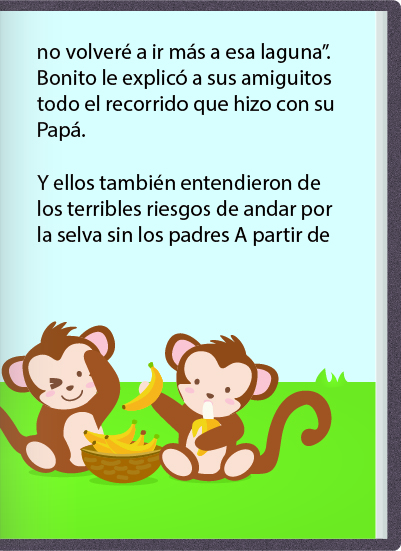 no volveré a ir más a esa laguna”.
Bonito le explicó a sus amiguitos
todo el recorrido que hizo con su
Papá.
Y ellos también entendieron de
los terribles riesgos de andar por
la selva sin los padres A partir de